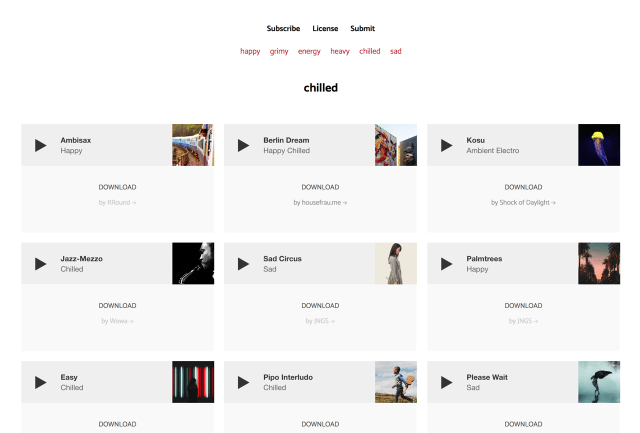 Subscribe License Submit
happy grimy energy heavy chilled sad
chilled
Ambisax
Happy
DOWNLOAD
by RRound →
Berlin Dream
Happy Chilled
DOWNLOAD
by housefrau.me →
Kosu
Ambient Electro
DOWNLOAD
by Shock of Daylight →
Jazz-Mezzo
Chilled
DOWNLOAD
by Wowa →
Sad Circus
Sad
DOWNLOAD
by JNGS →
Palmtrees
Happy
DOWNLOAD
by JNGS →
Easy
Chilled
DOWNLOAD
Pipo Interludo
Chilled
DOWNLOAD
Please Wait
Sad
DOWNLOAD